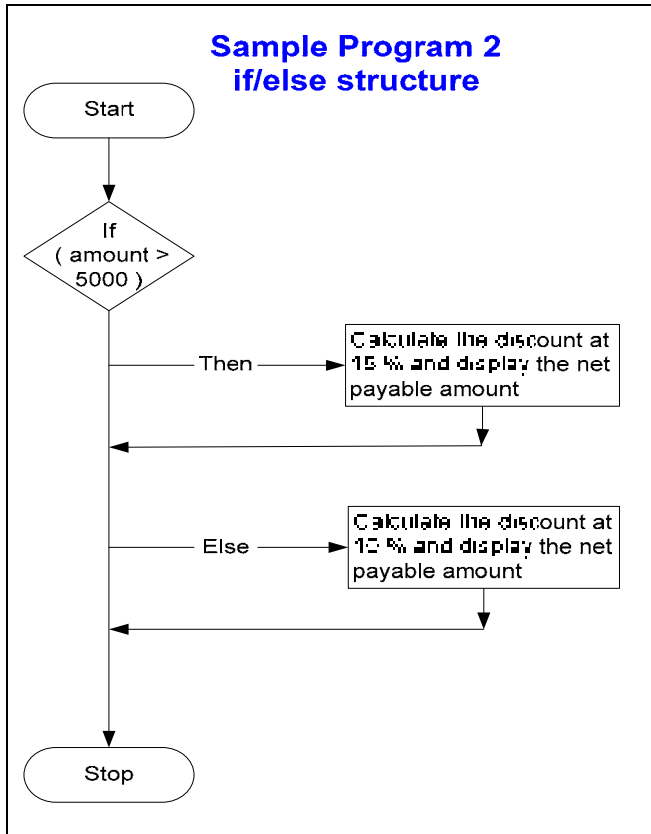 Sample Program 2
if/else structure
Start
If
( amount >
5000 )
Then
Calculate the discount at
15 % and display the net
payable amount
Else
Calculate the discount at
10 % and display the net
payable amount
Stop